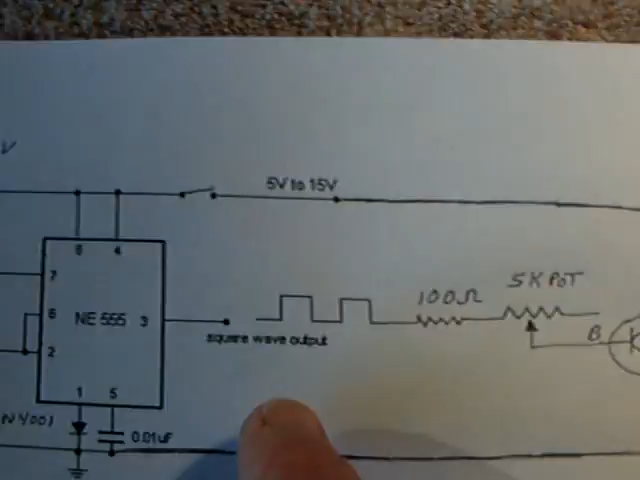 V
5V to 15V
8 4
7
5K POT
100Ω
6
NE 555 3
square wave output
B
K
2
1 5
N4001
0.01uF